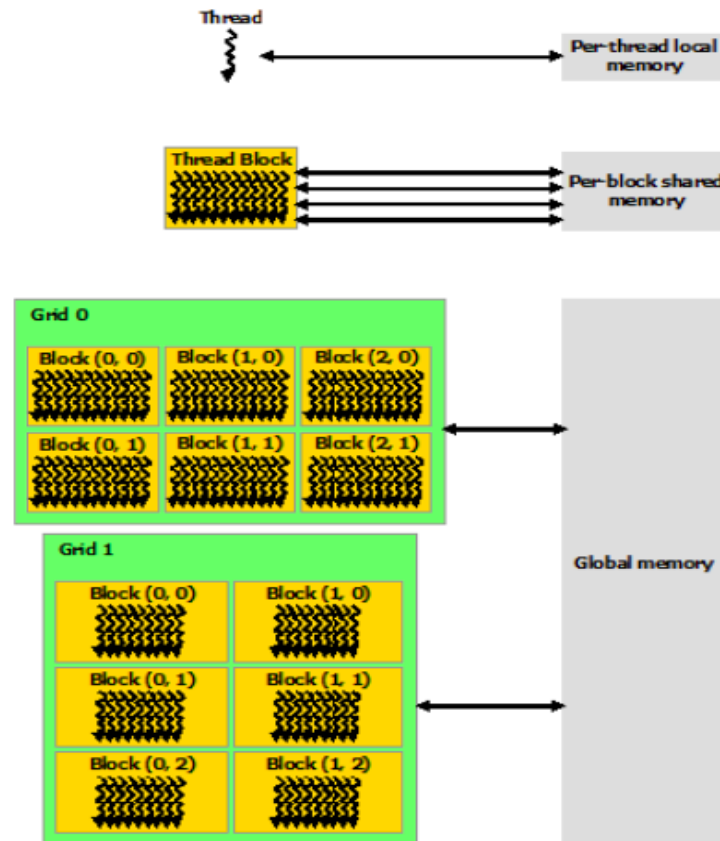 Thread
Per-thread local
memory
Thread Block
Per-block shared
memory
Grid 0
Block (0, 0)
Block (1, 0)
Block (2, 0)
Block (0, 1)
Block (1, 1)
Block (2, 1)
Grid 1
Global memory
Block (0, 0)
Block (1, 0)
Block (0, 1)
Block (1, 1)
Block (0, 2)
Block (1, 2)